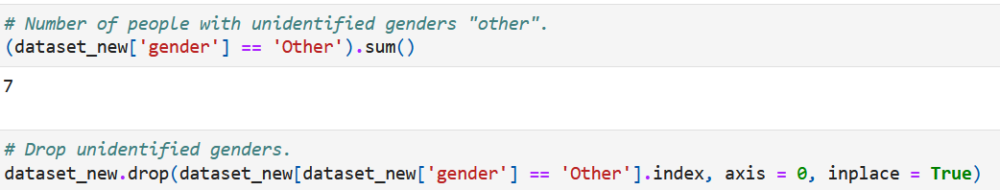 # Number of people with unidentified genders "other".
(dataset_new['gender'] == 'Other').sum()
7
# Drop unidentified genders.
dataset_new.drop(dataset_new[dataset_new['gender'] == 'Other'].index, axis = 0, inplace = True)